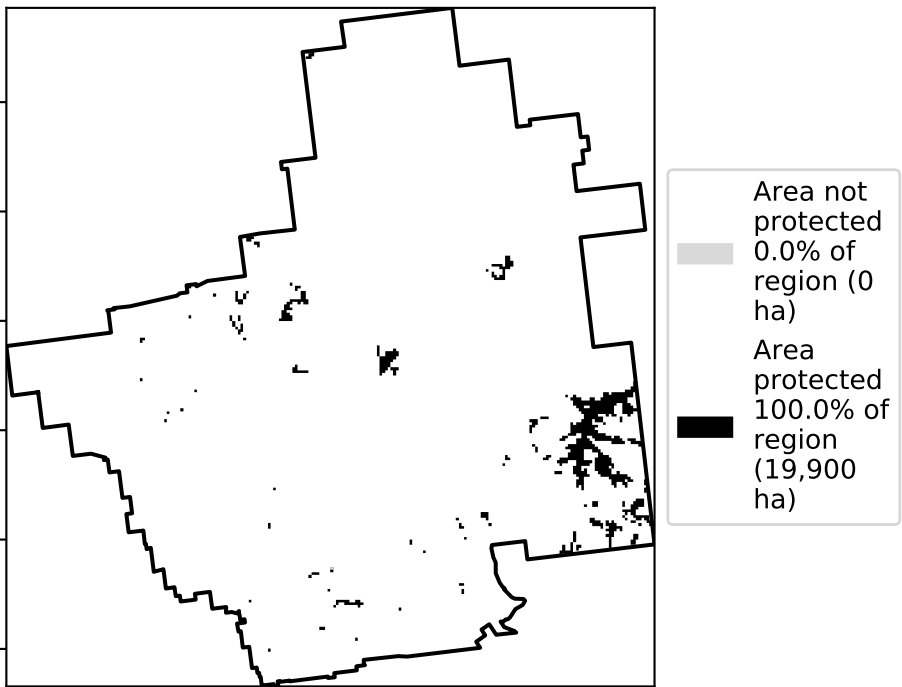 Area not
protected
0.0% of
region (0
ha)
Area
protected
100.0% of
region
(19,900
ha)